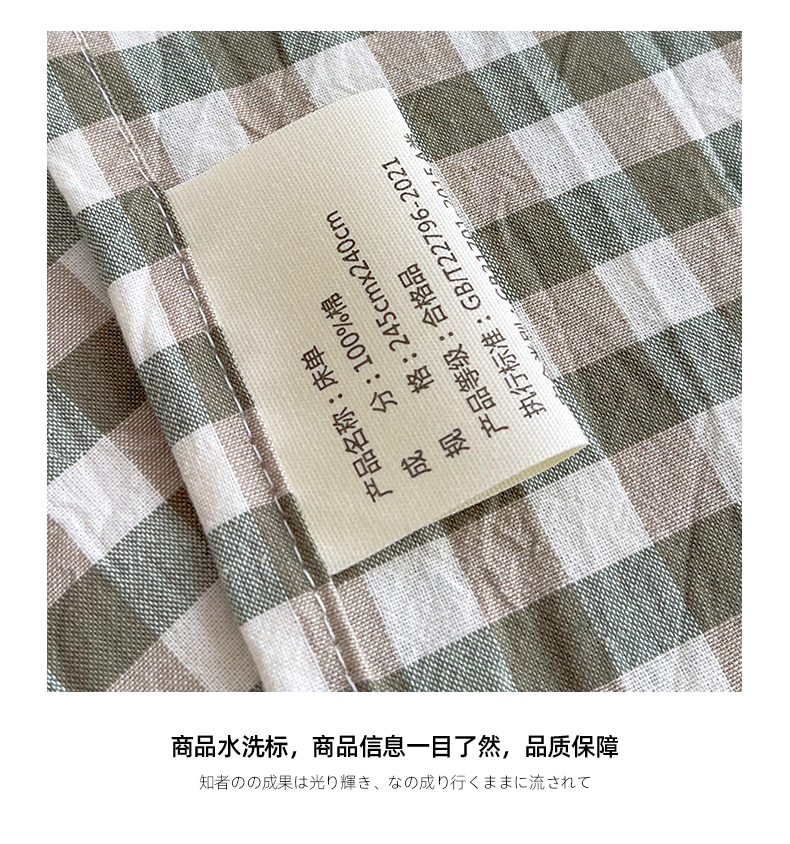 产品名称：床单
成 分：100%棉
规 格：245cmx240cm
产品等级：合格品
执行标准：GB/T22796-2021
商品水洗标，商品信息一目了然，品质保障
知者のの成果は光り輝き、なの成り行くままに流されて